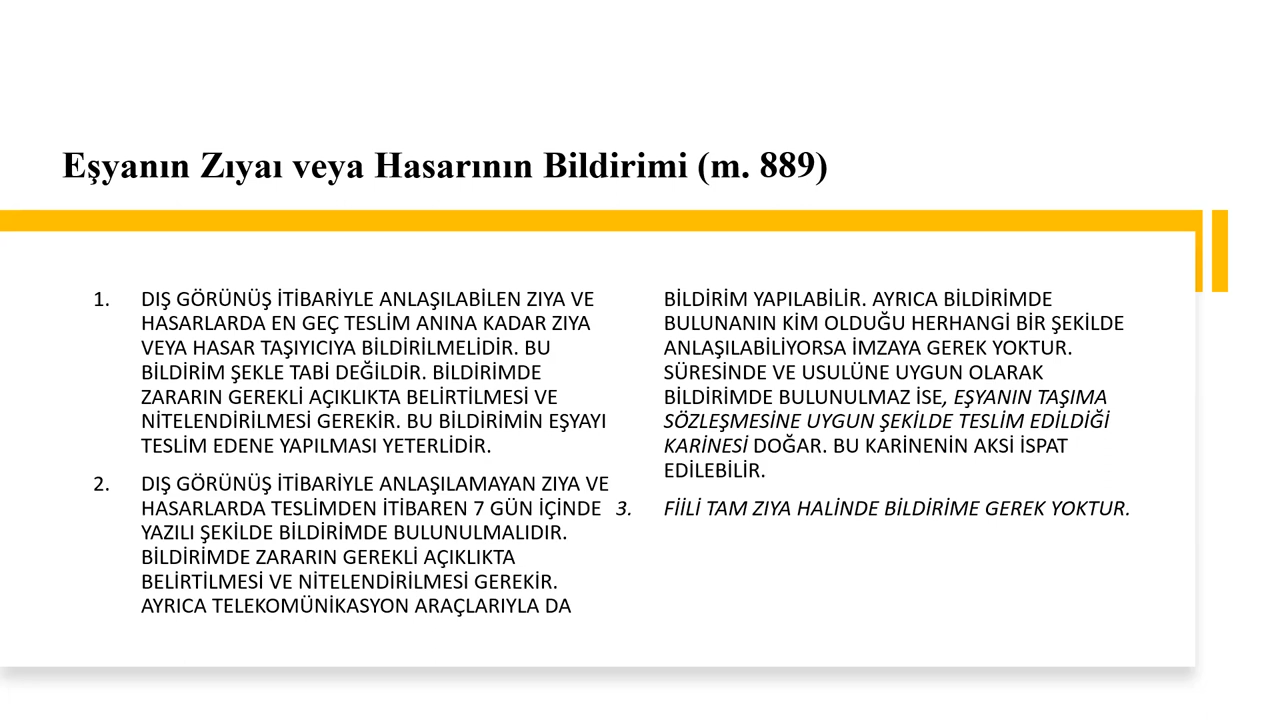 Eşyanın Zıyaı veya Hasarının Bildirimi (m. 889)
1. DIŞ GÖRÜNÜŞ İTİBARİYLE ANLAŞILABİLEN ZIYA VE
HASARLARDA EN GEÇ TESLİM ANINA KADAR ZIYA
VEYA HASAR TAŞIYICIYA BİLDİRİLMELİDİR. BU
BİLDİRİM ŞEKLE TABİ DEĞİLDİR. BİLDİRİMDE
ZARARIN GEREKLİ AÇIKLIKTA BELİRTİLMESİ VE
NİTELENDİRİLMESİ GEREKİR. BU BİLDİRİMİN EŞYAYI
TESLİM EDENE YAPILMASI YETERLİDİR.
2. DIŞ GÖRÜNÜŞ İTİBARİYLE ANLAŞILAMAYAN ZIYA VE
HASARLARDA TESLİMDEN İTİBAREN 7 GÜN İÇİNDE
YAZILI ŞEKİLDE BİLDİRİMDE BULUNULMALIDIR.
BİLDİRİMDE ZARARIN GEREKLİ AÇIKLIKTA
BELİRTİLMESİ VE NİTELENDİRİLMESİ GEREKİR.
AYRICA TELEKOMÜNİKASYON ARAÇLARIYLA DA
BİLDİRİM YAPILABİLİR. AYRICA BİLDİRİMDE
BULUNANIN KİM OLDUĞU HERHANGİ BİR ŞEKİLDE
ANLAŞILABİLİYORSA İMZAYA GEREK YOKTUR.
SÜRESİNDE VE USULÜNE UYGUN OLARAK
BİLDİRİMDE BULUNULMAZ İSE, EŞYANIN TAŞIMA
SÖZLEŞMESİNE UYGUN ŞEKİLDE TESLİM EDİLDİĞİ
KARİNESİ DOĞAR. BU KARİNENİN AKSİ İSPAT
EDİLEBİLİR.
3. FİİLİ TAM ZIYA HALİNDE BİLDİRİME GEREK YOKTUR.